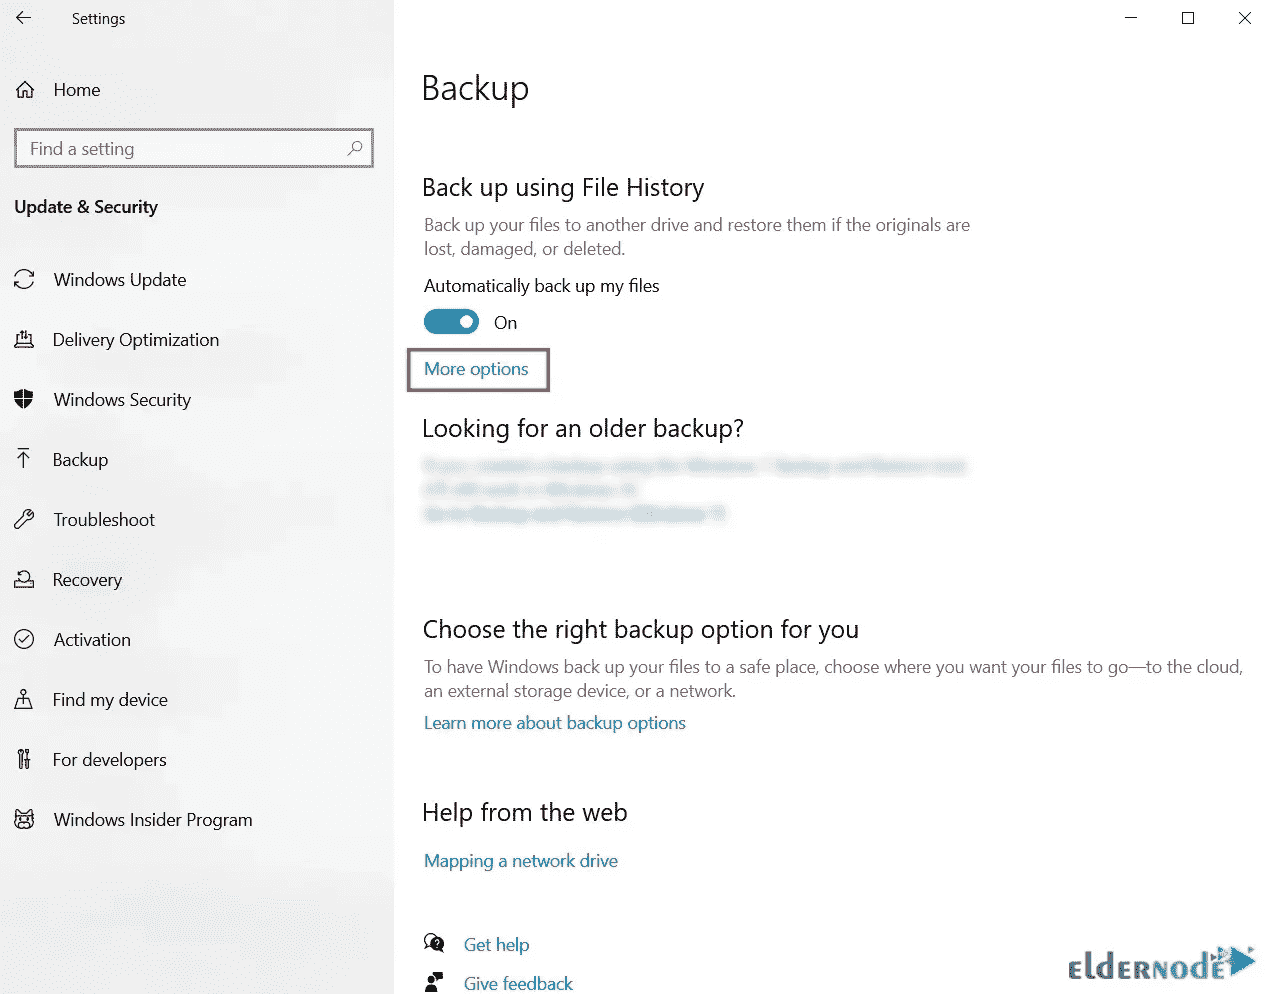 Settings
Home
Find a setting
Update & Security
Windows Update
Delivery Optimization
Windows Security
Backup
Troubleshoot
Recovery
Activation
Find my device
For developers
Windows Insider Program
Backup
Back up using File History
Back up your files to another drive and restore them if the originals are
lost, damaged, or deleted.
Automatically back up my files
On
More options
Looking for an older backup?
Choose the right backup option for you
To have Windows back up your files to a safe place, choose where you want your files to go—to the cloud,
an external storage device, or a network.
Learn more about backup options
Help from the web
Mapping a network drive
Get help
Give feedback
ELDERNODE